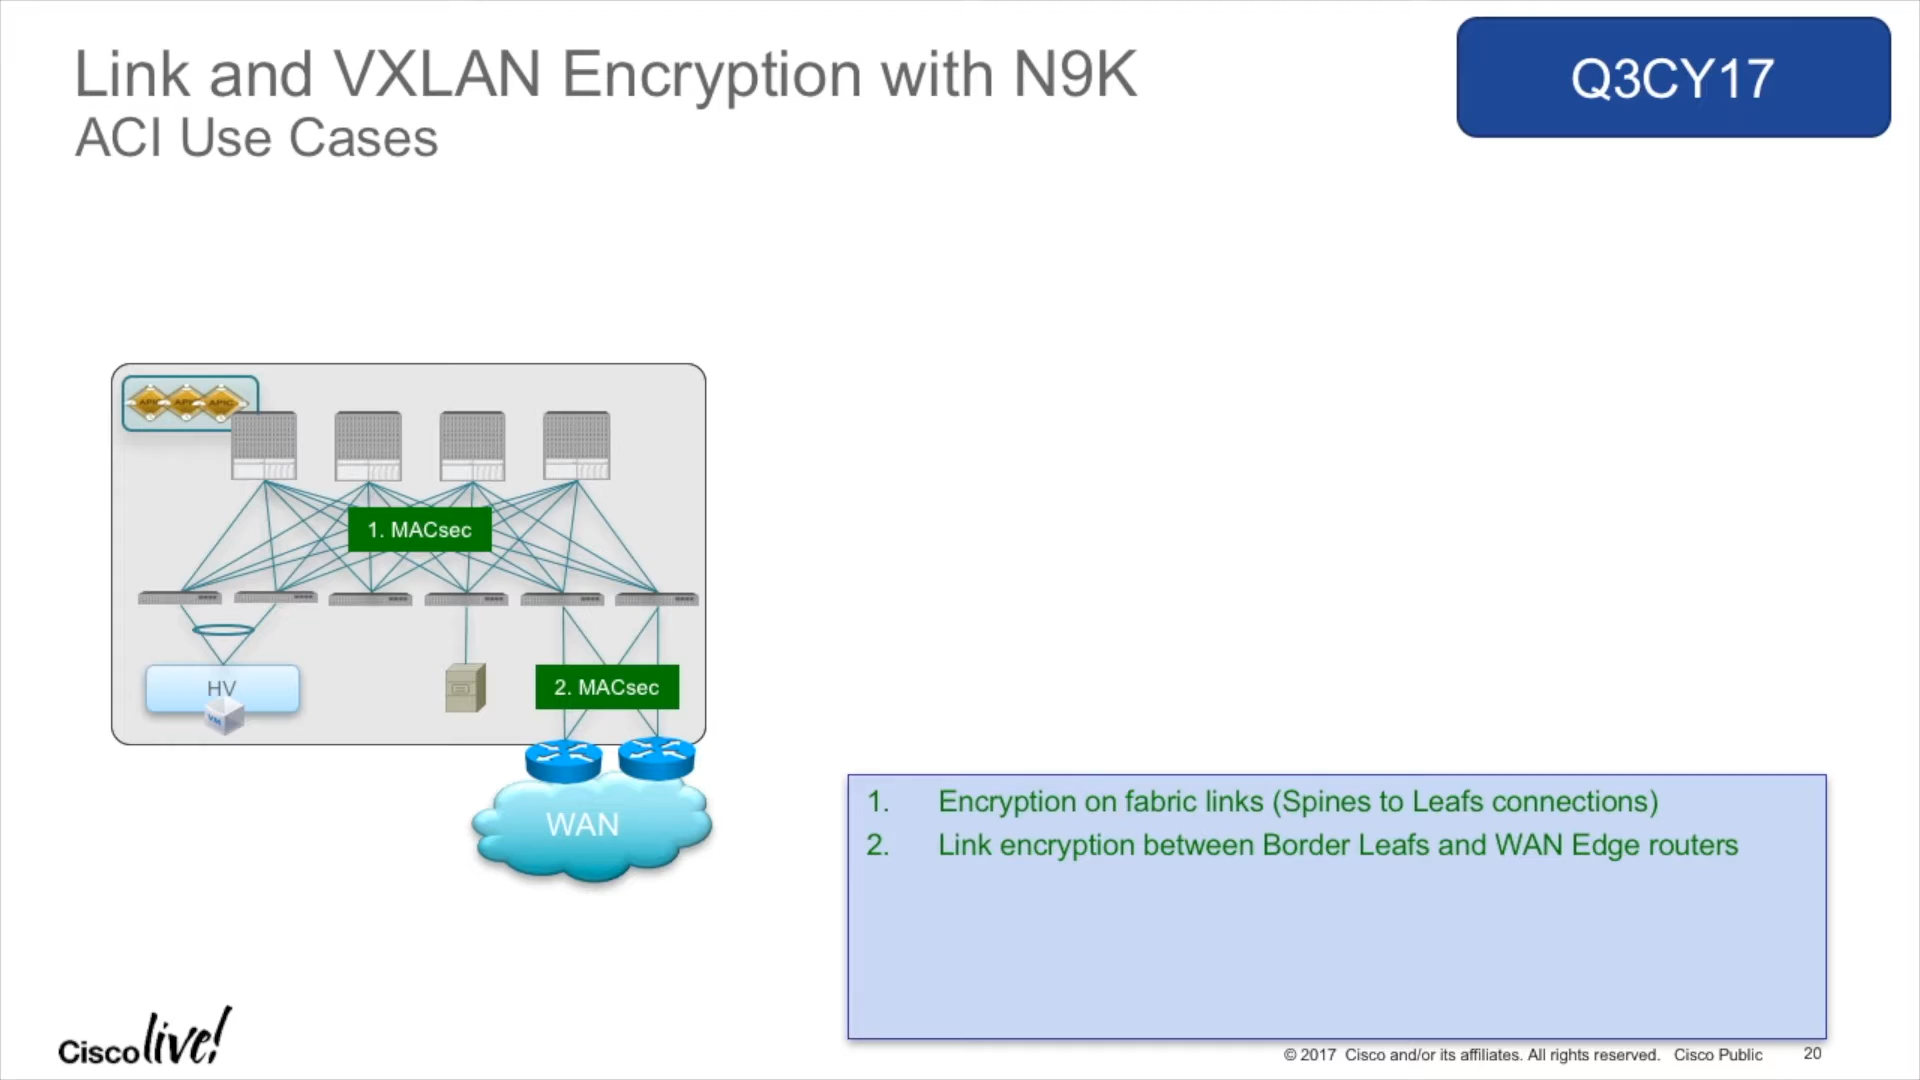 Link and VXLAN Encryption with N9K
ACI Use Cases
Q3CY17
APIC
1. MACsec
HV
VM
2. MACsec
WAN
1. Encryption on fabric links (Spines to Leafs connections)
2. Link encryption between Border Leafs and WAN Edge routers
Cisco live!
© 2017 Cisco and/or its affiliates. All rights reserved. Cisco Public 20